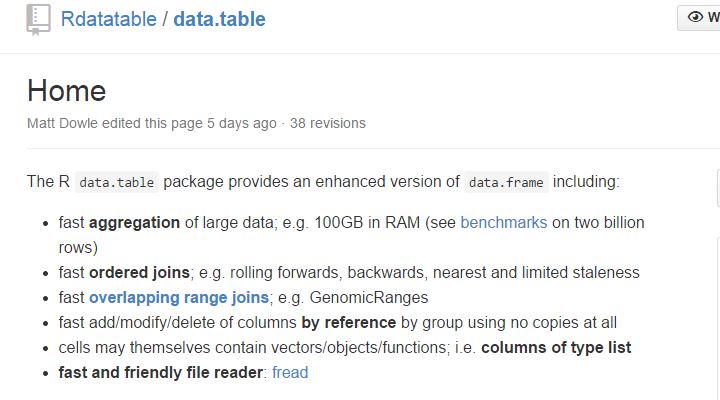 Rdatatable / data.table
W
Home
Matt Dowle edited this page 5 days ago · 38 revisions
The R data.table package provides an enhanced version of data.frame including:
• fast aggregation of large data; e.g. 100GB in RAM (see benchmarks on two billion
rows)
• fast ordered joins; e.g. rolling forwards, backwards, nearest and limited staleness
• fast overlapping range joins; e.g. GenomicRanges
• fast add/modify/delete of columns by reference by group using no copies at all
• cells may themselves contain vectors/objects/functions; i.e. columns of type list
• fast and friendly file reader: fread